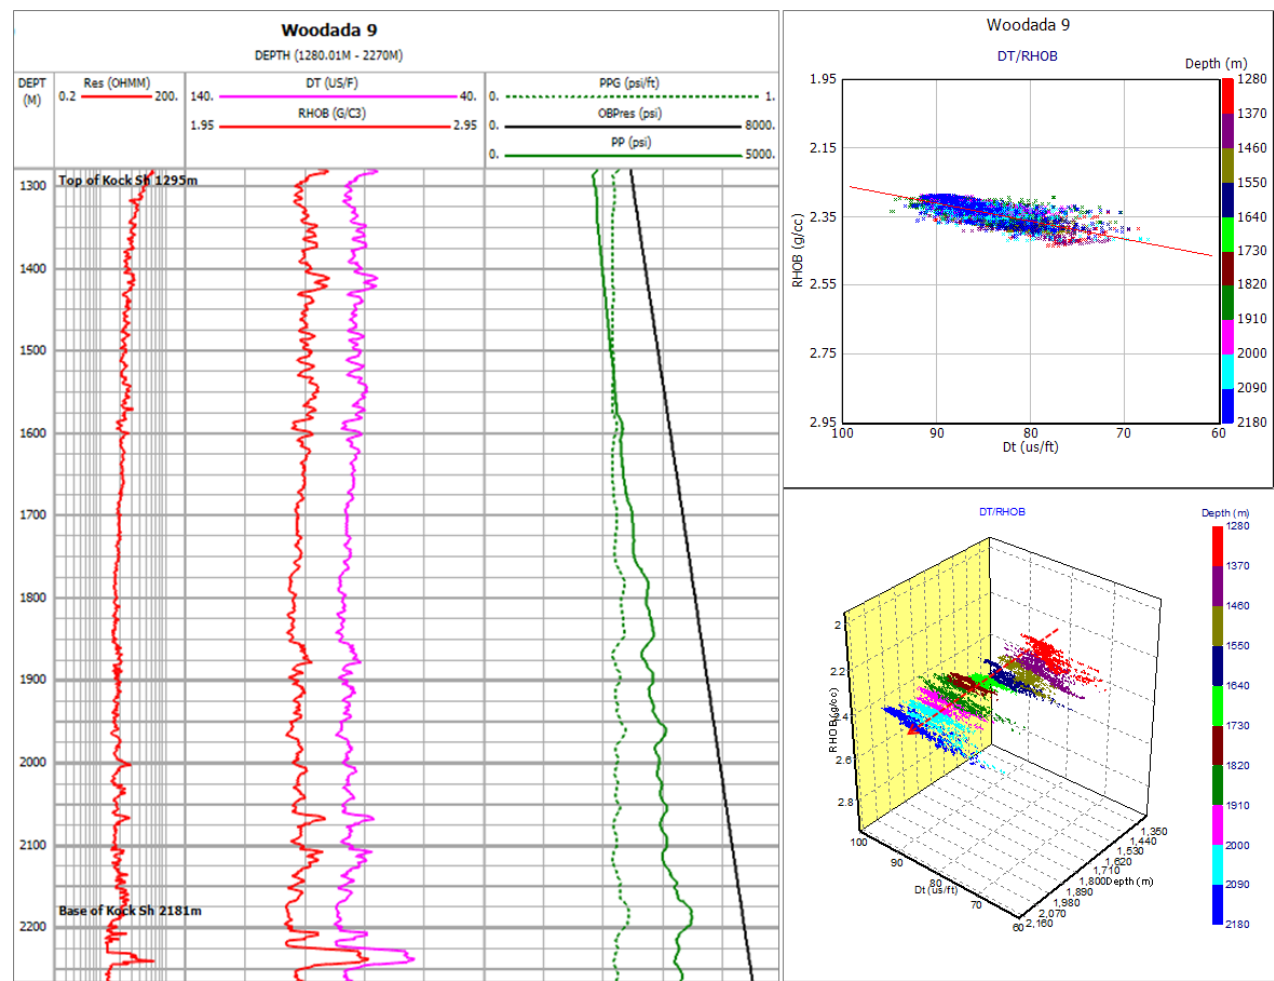 Woodada 9
DEPTH (1280.01M - 2270M)
DEPT
(M)
Res (OHMM)
0.2 200.
DT (US/F)
140. 40.
RHOB (G/C3)
1.95 2.95
PPG (psi/ft)
0. 1.
OBPres (psi)
0. 8000.
PP (psi)
0. 5000.
Top of Kock Sh 1295m
1300
1400
1500
1600
1700
1800
1900
2000
2100
Base of Kock Sh 2181m
2200
Woodada 9
DT/RHOB
Depth (m)
1.95
2.15
2.35
2.55
2.75
2.95
RHOB (g/cc)
100 90 80 70 60
Dt (us/ft)
1280
1370
1460
1550
1640
1730
1820
1910
2000
2090
2180
DT/RHOB
Depth (m)
2
2.2
2.4
2.6
2.8
RHOB (g/cc)
100
90
80
70
60
Dt (us/ft)
1,350
1,440
1,530
1,620
1,710
1,800
1,890
1,980
2,070
2,160
Depth (m)
1280
1370
1460
1550
1640
1730
1820
1910
2000
2090
2180